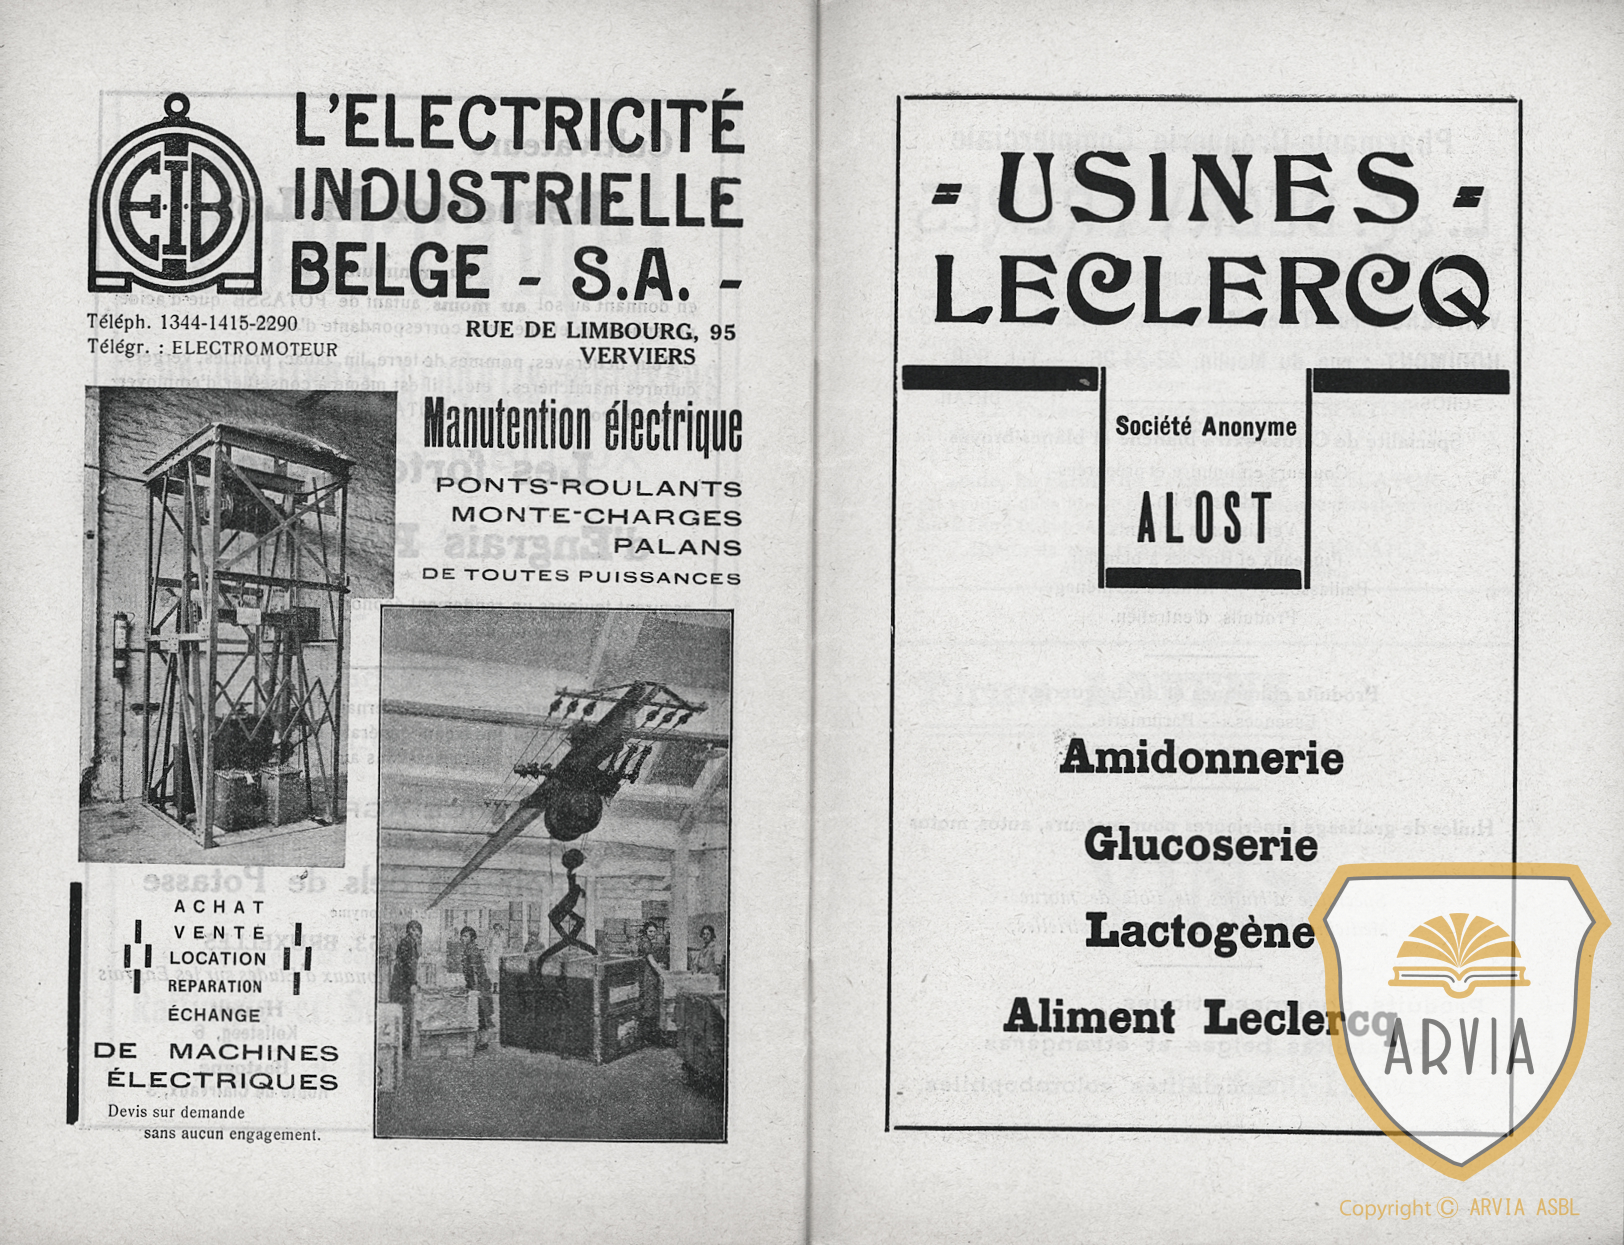 EIB
L'ELECTRICITÉ
INDUSTRIELLE
BELGE - S.A. -
Téléph. 1344-1415-2290
Télégr. : ELECTROMOTEUR
RUE DE LIMBOURG, 95
VERVIERS
Manutention électrique
PONTS-ROULANTS
MONTE-CHARGES
PALANS
DE TOUTES PUISSANCES
ACHAT
VENTE
LOCATION
REPARATION
ÉCHANGE
DE MACHINES
ÉLECTRIQUES
Devis sur demande
sans aucun engagement.
- USINES -
LECLERCQ
Société Anonyme
ALOST
Amidonnerie
Glucoserie
Lactogène
Aliment Leclercq
ARVIA
Copyright © ARVIA ASBL